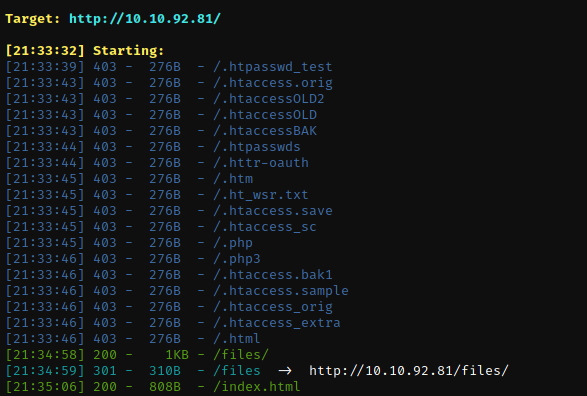 Target: http://10.10.92.81/
[21:33:32] Starting:
[21:33:39] 403 -  276B  - /.htpasswd_test
[21:33:43] 403 -  276B  - /.htaccess.orig
[21:33:43] 403 -  276B  - /.htaccessOLD2
[21:33:43] 403 -  276B  - /.htaccessOLD
[21:33:43] 403 -  276B  - /.htaccessBAK
[21:33:44] 403 -  276B  - /.htpasswds
[21:33:44] 403 -  276B  - /.httr-oauth
[21:33:45] 403 -  276B  - /.htm
[21:33:45] 403 -  276B  - /.ht_wsr.txt
[21:33:45] 403 -  276B  - /.htaccess.save
[21:33:45] 403 -  276B  - /.htaccess_sc
[21:33:46] 403 -  276B  - /.php
[21:33:46] 403 -  276B  - /.php3
[21:33:46] 403 -  276B  - /.htaccess.bak1
[21:33:46] 403 -  276B  - /.htaccess.sample
[21:33:46] 403 -  276B  - /.htaccess_orig
[21:33:46] 403 -  276B  - /.htaccess_extra
[21:33:46] 403 -  276B  - /.html
[21:34:58] 200 -    1KB - /files/
[21:34:59] 301 -  310B  - /files  ->  http://10.10.92.81/files/
[21:35:06] 200 -  808B  - /index.html